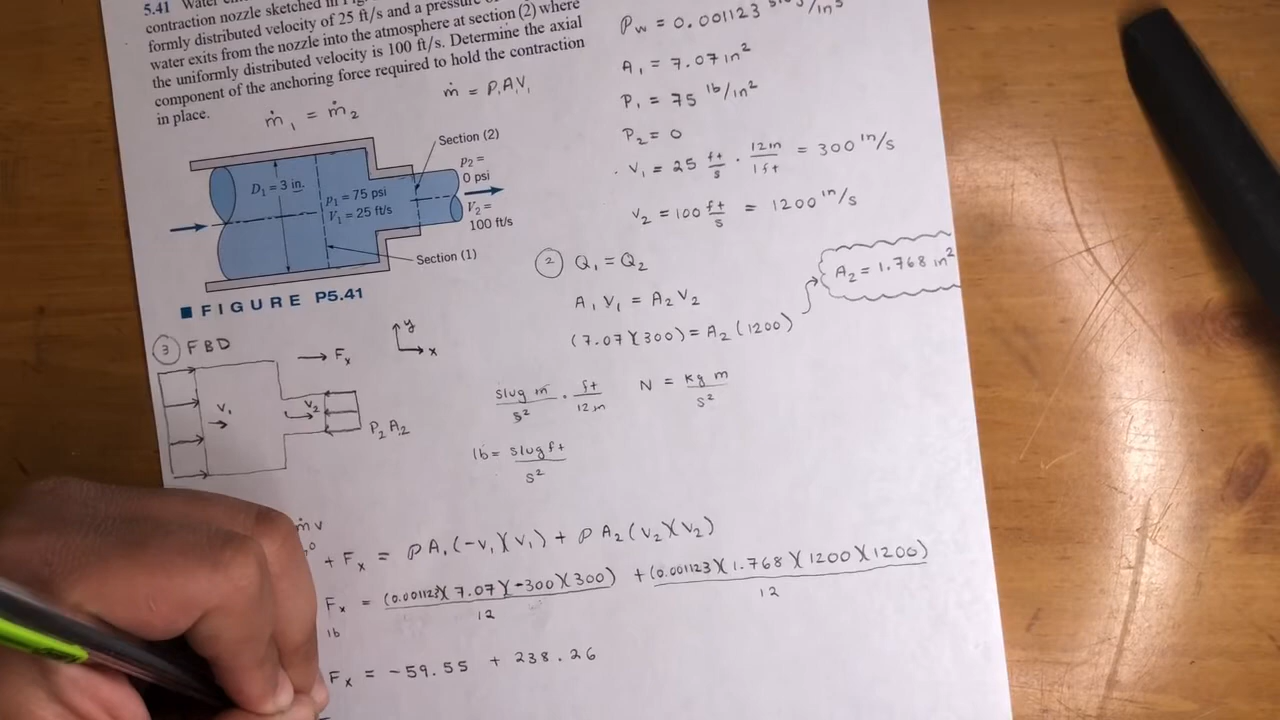 5.41 Water
contraction nozzle sketched in
formly distributed velocity of 25 ft/s and a pressure
water exits from the nozzle into the atmosphere at section (2) where
the uniformly distributed velocity is 100 ft/s. Determine the axial
component of the anchoring force required to hold the contraction
in place.
ṁ₁ = ṁ₂
ṁ = ρ₁A₁V₁
Section (2)
D₁ = 3 in.
p₁ = 75 psi
V₁ = 25 ft/s
p₂ =
0 psi
V₂ =
100 ft/s
Section (1)
■ FIGURE P5.41
ρw = 0.001123 /in³
A₁ = 7.07 in²
P₁ = 75 lb/in²
P₂ = 0
V₁ = 25 ft/s · 12in/1ft = 300 in/s
V₂ = 100 ft/s = 1200 in/s
② Q₁ = Q₂
A₁V₁ = A₂V₂
(7.07)(300) = A₂(1200)
A₂ = 1.768 in²
③ FBD
y
x
→ Fx
V₁
V₂
P₂A₂
slug in/s² · ft/12in
N = kg m/s²
lb = slug ft/s²
ṁv
+ Fx = ρA₁(-V₁)(V₁) + ρA₂(V₂)(V₂)
Fx = (0.001123)(7.07)(-300)(300)/12 + (0.001123)(1.768)(1200)(1200)/12
lb
Fx = -59.55 + 238.26